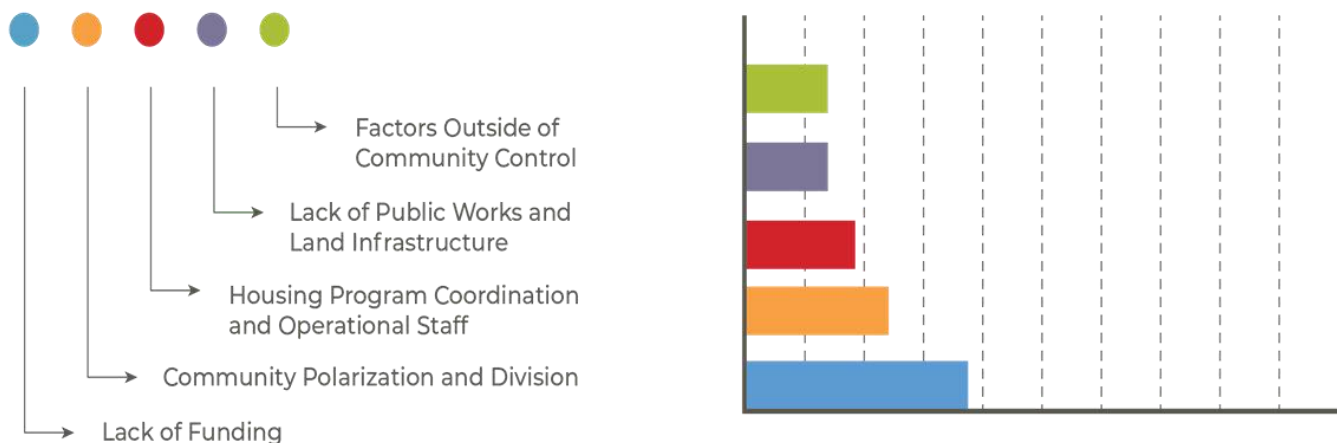 Factors Outside of
Community Control
Lack of Public Works and
Land Infrastructure
Housing Program Coordination
and Operational Staff
Community Polarization and Division
Lack of Funding